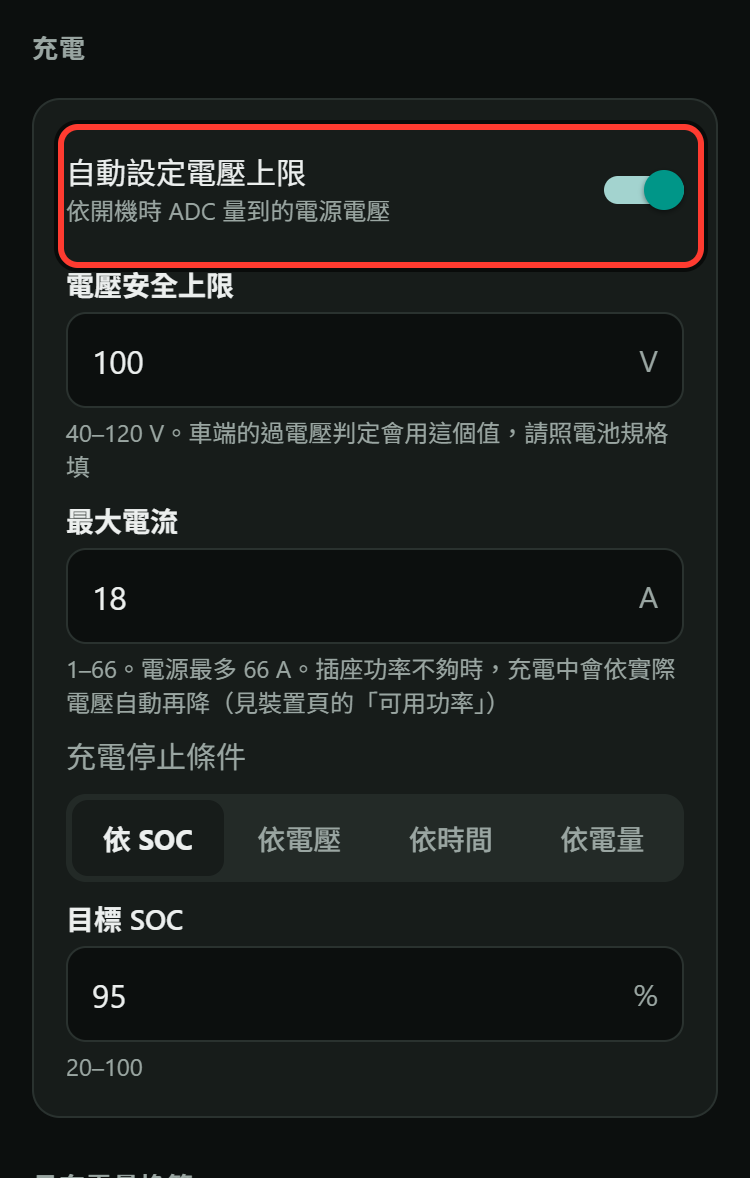 充電
自動設定電壓上限
依開機時 ADC 量到的電源電壓
電壓安全上限
100 V
40–120 V。車端的過電壓判定會用這個值，請照電池規格
填
最大電流
18 A
1–66。電源最多 66 A。插座功率不夠時，充電中會依實際
電壓自動再降（見裝置頁的「可用功率」）
充電停止條件
依 SOC 依電壓 依時間 依電量
目標 SOC
95 %
20–100